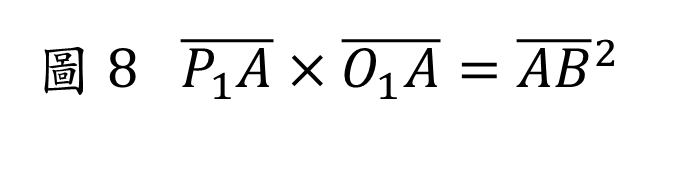 圖 8 $\overline{P_1A} \times \overline{O_1A} = \overline{AB}^2$